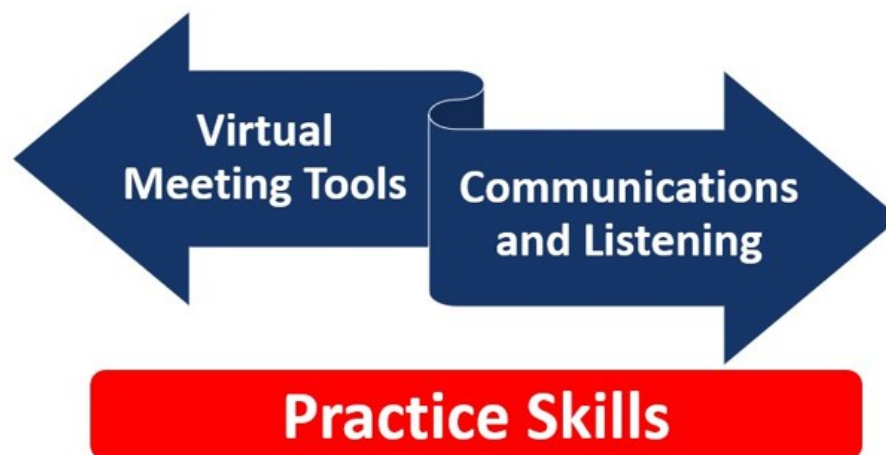 Virtual
Meeting Tools
Communications
and Listening
Practice Skills